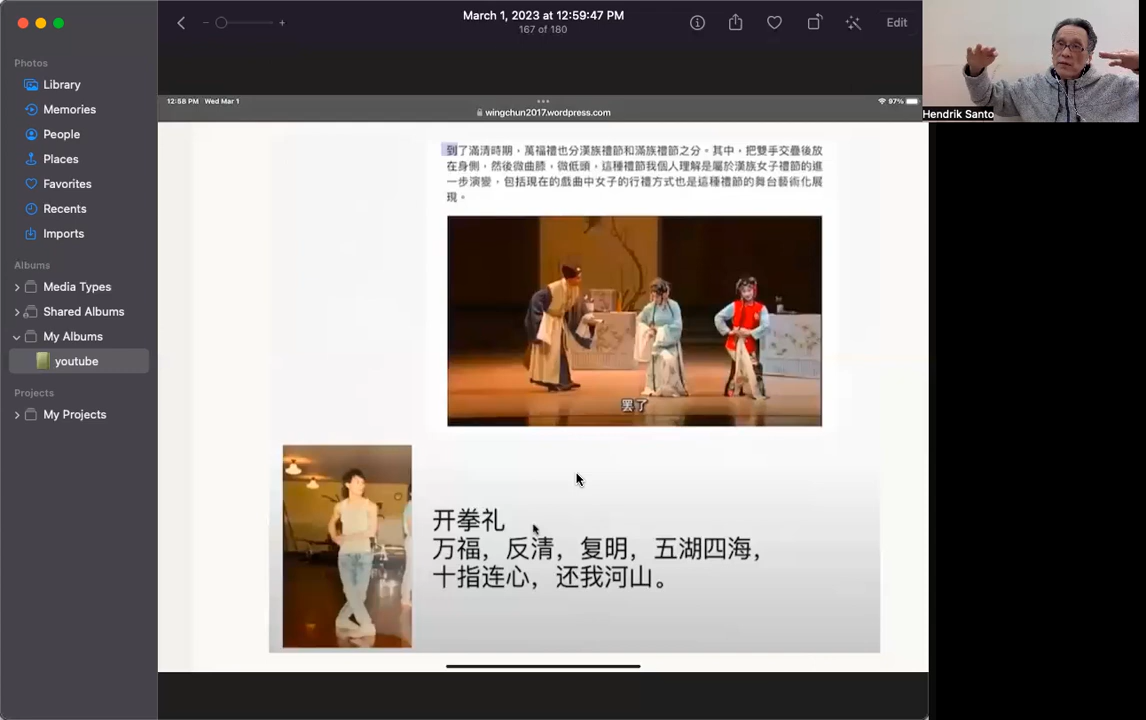 March 1, 2023 at 12:59:47 PM
167 of 180
Edit
Photos
Library
Memories
People
Places
Favorites
Recents
Imports
Albums
Media Types
Shared Albums
My Albums
youtube
Projects
My Projects
Hendrik Santo
12:58 PM Wed Mar 1
97%
wingchun2017.wordpress.com
到了滿清時期，萬福禮也分漢族禮節和滿族禮節之分。其中，把雙手交疊後放
在身側，然後微曲膝，微低頭，這種禮節我個人理解是屬於漢族女子禮節的進
一步演變，包括現在的戲曲中女子的行禮方式也是這種禮節的舞台藝術化展
現。
罢了
开拳礼
万福，反清，复明，五湖四海，
十指连心，还我河山。